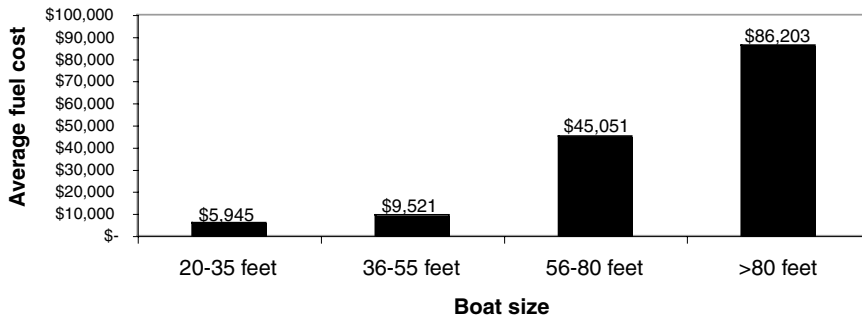 Average fuel cost
$100,000
$90,000
$80,000
$70,000
$60,000
$50,000
$40,000
$30,000
$20,000
$10,000
$-
$5,945
$9,521
$45,051
$86,203
20-35 feet
36-55 feet
56-80 feet
>80 feet
Boat size